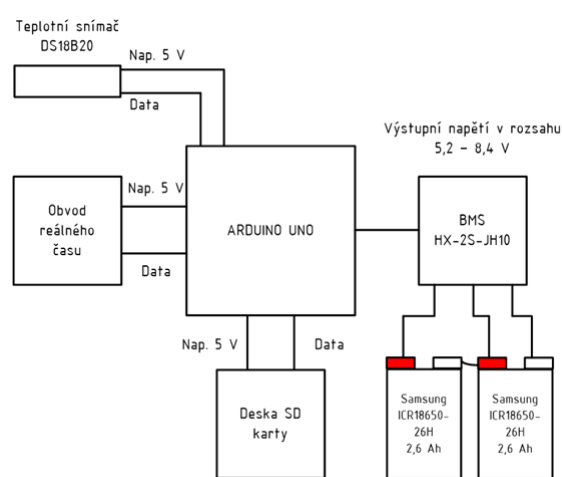 Teplotní snímač
DS18B20
Nap. 5 V
Data
Výstupní napětí v rozsahu
5,2 – 8,4 V
Nap. 5 V
Obvod
reálného
času
Data
ARDUINO UNO
BMS
HX-2S-JH10
Nap. 5 V
Data
Deska SD
karty
Samsung
ICR18650-
26H
2,6 Ah
Samsung
ICR18650-
26H
2,6 Ah